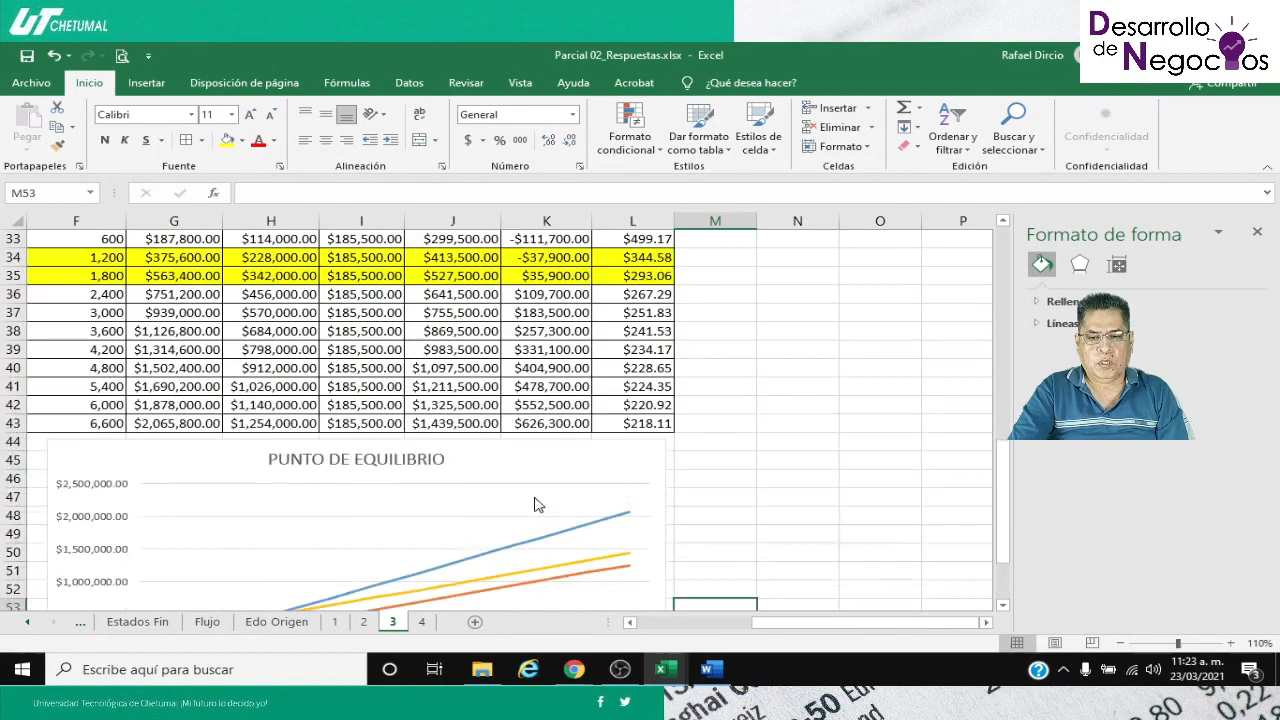 UT CHETUMAL
Desarrollo de Negocios
Parcial 02_Respuestas.xlsx - Excel
Rafael Dircio
Archivo Inicio Insertar Disposición de página Fórmulas Datos Revisar Vista Ayuda Acrobat ¿Qué desea hacer? Compartir
Pegar
Calibri 11
N K S
General
$ % 000
Formato condicional
Dar formato como tabla
Estilos de celda
Insertar
Eliminar
Formato
Ordenar y filtrar
Buscar y seleccionar
Confidencialidad
Portapapeles Fuente Alineación Número Estilos Celdas Edición Confidencialidad
M53 fx
F G H I J K L M N O P
33 600 $187,800.00 $114,000.00 $185,500.00 $299,500.00 -$111,700.00 $499.17
34 1,200 $375,600.00 $228,000.00 $185,500.00 $413,500.00 -$37,900.00 $344.58
35 1,800 $563,400.00 $342,000.00 $185,500.00 $527,500.00 $35,900.00 $293.06
36 2,400 $751,200.00 $456,000.00 $185,500.00 $641,500.00 $109,700.00 $267.29
37 3,000 $939,000.00 $570,000.00 $185,500.00 $755,500.00 $183,500.00 $251.83
38 3,600 $1,126,800.00 $684,000.00 $185,500.00 $869,500.00 $257,300.00 $241.53
39 4,200 $1,314,600.00 $798,000.00 $185,500.00 $983,500.00 $331,100.00 $234.17
40 4,800 $1,502,400.00 $912,000.00 $185,500.00 $1,097,500.00 $404,900.00 $228.65
41 5,400 $1,690,200.00 $1,026,000.00 $185,500.00 $1,211,500.00 $478,700.00 $224.35
42 6,000 $1,878,000.00 $1,140,000.00 $185,500.00 $1,325,500.00 $552,500.00 $220.92
43 6,600 $2,065,800.00 $1,254,000.00 $185,500.00 $1,439,500.00 $626,300.00 $218.11
44
45 PUNTO DE EQUILIBRIO
46 $2,500,000.00
47
48 $2,000,000.00
49
50 $1,500,000.00
51
52 $1,000,000.00
53
Formato de forma
... Estados Fin Flujo Edo Origen 1 2 3 4
110%
Escribe aquí para buscar
11:23 a. m.
23/03/2021
Universidad Tecnológica de Chetumal, ¡Mi futuro lo decido yo!